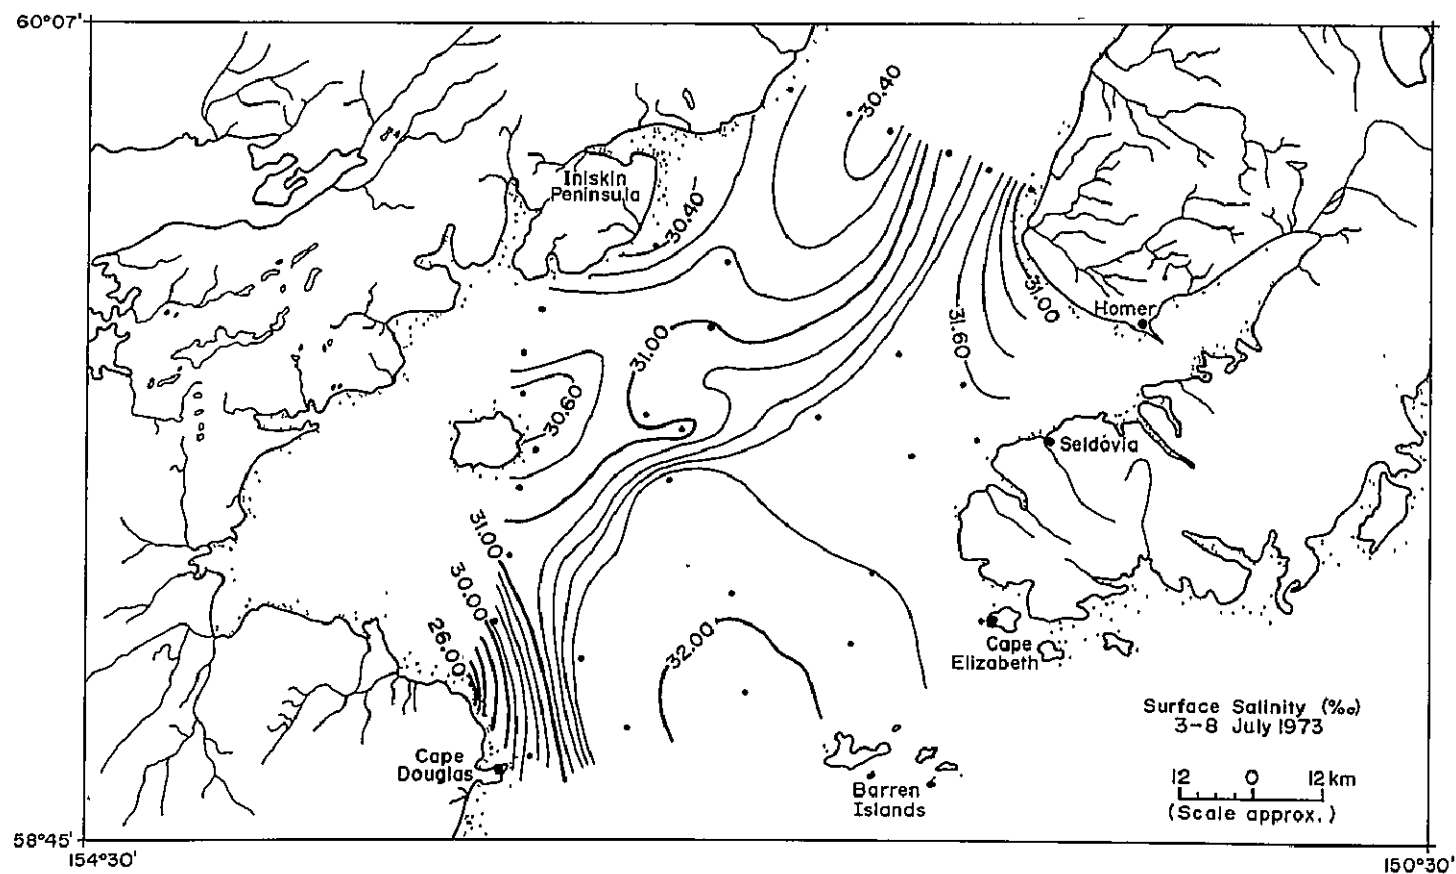 60°07'
30.40
Iniskin
Peninsula
30.40
31.00
Homer
31.00
31.60
30.60
Seldovia
31.00
30.00
26.00
32.00
Cape
Elizabeth
Surface Salinity (‰)
3-8 July 1973
Cape
Douglas
Barren
Islands
12 0 12 km
(Scale approx.)
58°45'
154°30'
150°30'